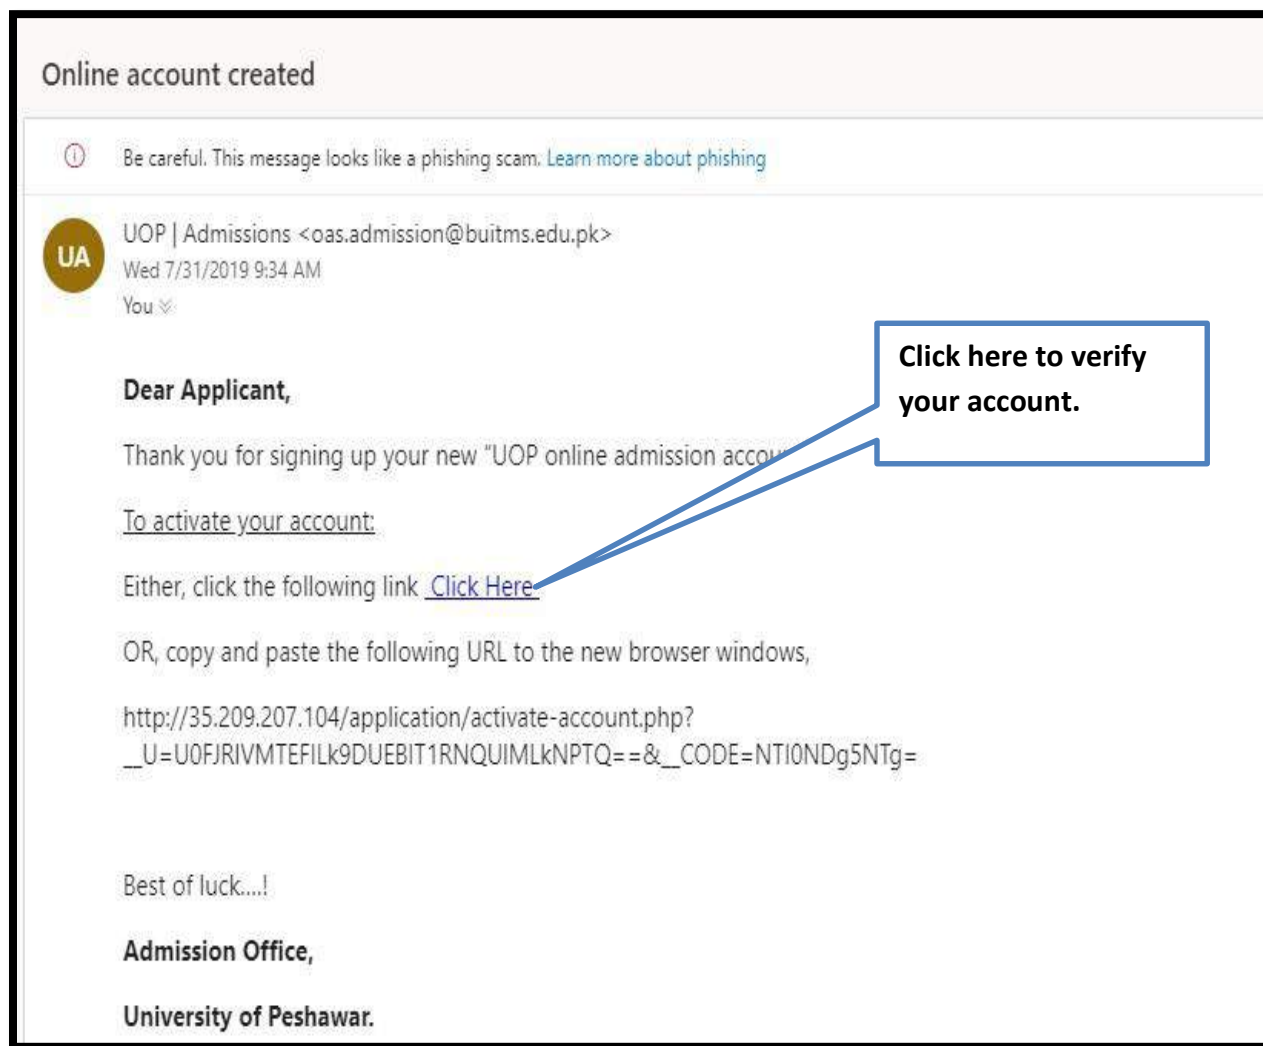 Online account created
Be careful. This message looks like a phishing scam. Learn more about phishing
UA
UOP | Admissions <oas.admission@buitms.edu.pk>
Wed 7/31/2019 9:34 AM
You
Click here to verify
your account.
Dear Applicant,
Thank you for signing up your new "UOP online admission accou
To activate your account:
Either, click the following link  Click Here
OR, copy and paste the following URL to the new browser windows,
http://35.209.207.104/application/activate-account.php?
__U=U0FJRIVMTEFILk9DUEBIT1RNQUIMLkNPTQ==&__CODE=NTI0NDg5NTg=
Best of luck....!
Admission Office,
University of Peshawar.